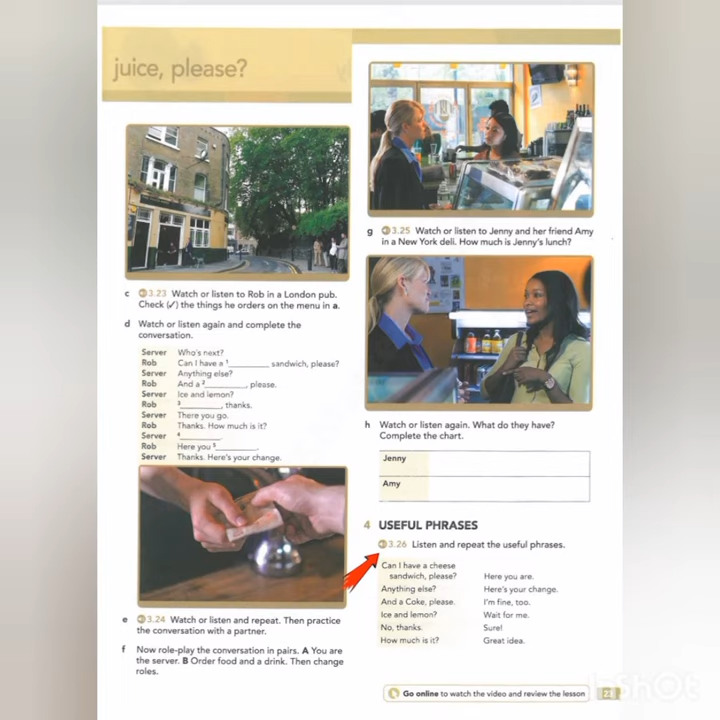 juice, please?
c 3.23 Watch or listen to Rob in a London pub.
Check (✓) the things he orders on the menu in a.
d Watch or listen again and complete the
conversation.
Server Who's next?
Rob Can I have a 1________ sandwich, please?
Server Anything else?
Rob And a 2________, please.
Server Ice and lemon?
Rob 3________, thanks.
Server There you go.
Rob Thanks. How much is it?
Server 4________.
Rob Here you 5________.
Server Thanks. Here's your change.
e 3.24 Watch or listen and repeat. Then practice
the conversation with a partner.
f Now role-play the conversation in pairs. A You are
the server. B Order food and a drink. Then change
roles.
g 3.25 Watch or listen to Jenny and her friend Amy
in a New York deli. How much is Jenny's lunch?
h Watch or listen again. What do they have?
Complete the chart.
Jenny
Amy
4 USEFUL PHRASES
3.26 Listen and repeat the useful phrases.
Can I have a cheese
sandwich, please? Here you are.
Anything else? Here's your change.
And a Coke, please. I'm fine, too.
Ice and lemon? Wait for me.
No, thanks. Sure!
How much is it? Great idea.
Go online to watch the video and review the lesson
23